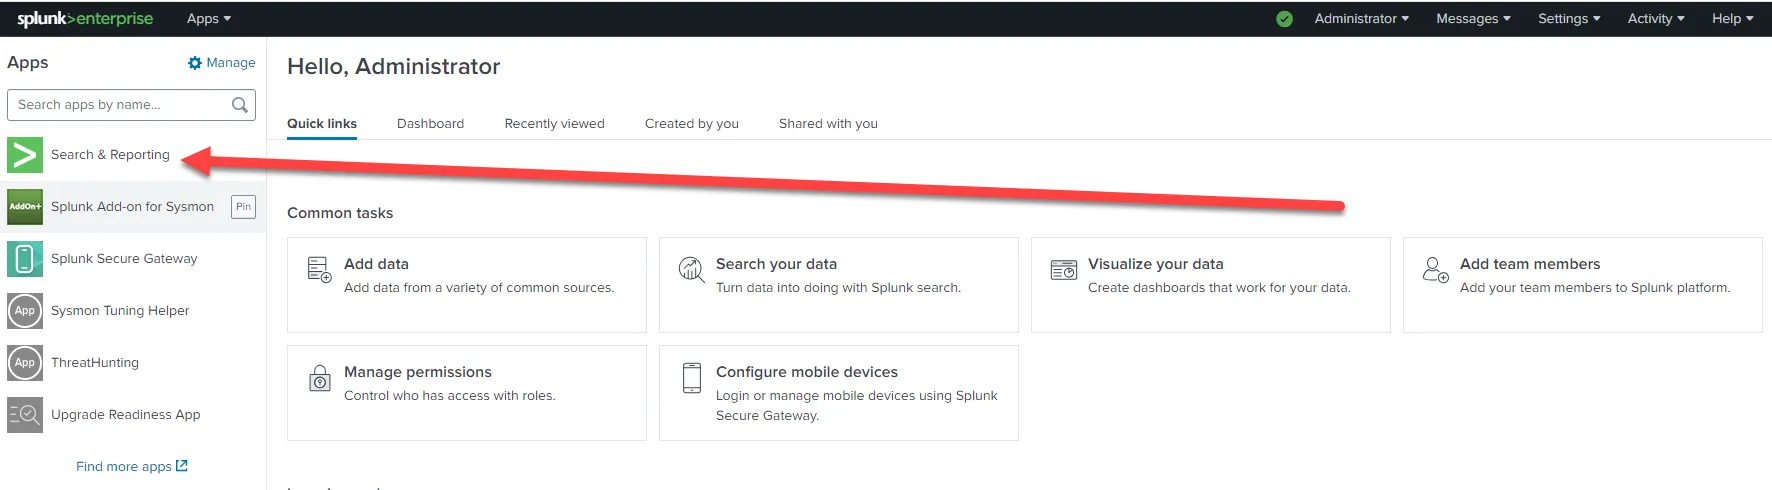 splunk>enterprise Apps Administrator Messages Settings Activity Help
Apps Manage
Search apps by name...
Search & Reporting
AddOn+ Splunk Add-on for Sysmon Pin
Splunk Secure Gateway
App Sysmon Tuning Helper
App ThreatHunting
Upgrade Readiness App
Find more apps
Hello, Administrator
Quick links Dashboard Recently viewed Created by you Shared with you
Common tasks
Add data
Add data from a variety of common sources.
Search your data
Turn data into doing with Splunk search.
Visualize your data
Create dashboards that work for your data.
Add team members
Add your team members to Splunk platform.
Manage permissions
Control who has access with roles.
Configure mobile devices
Login or manage mobile devices using Splunk
Secure Gateway.